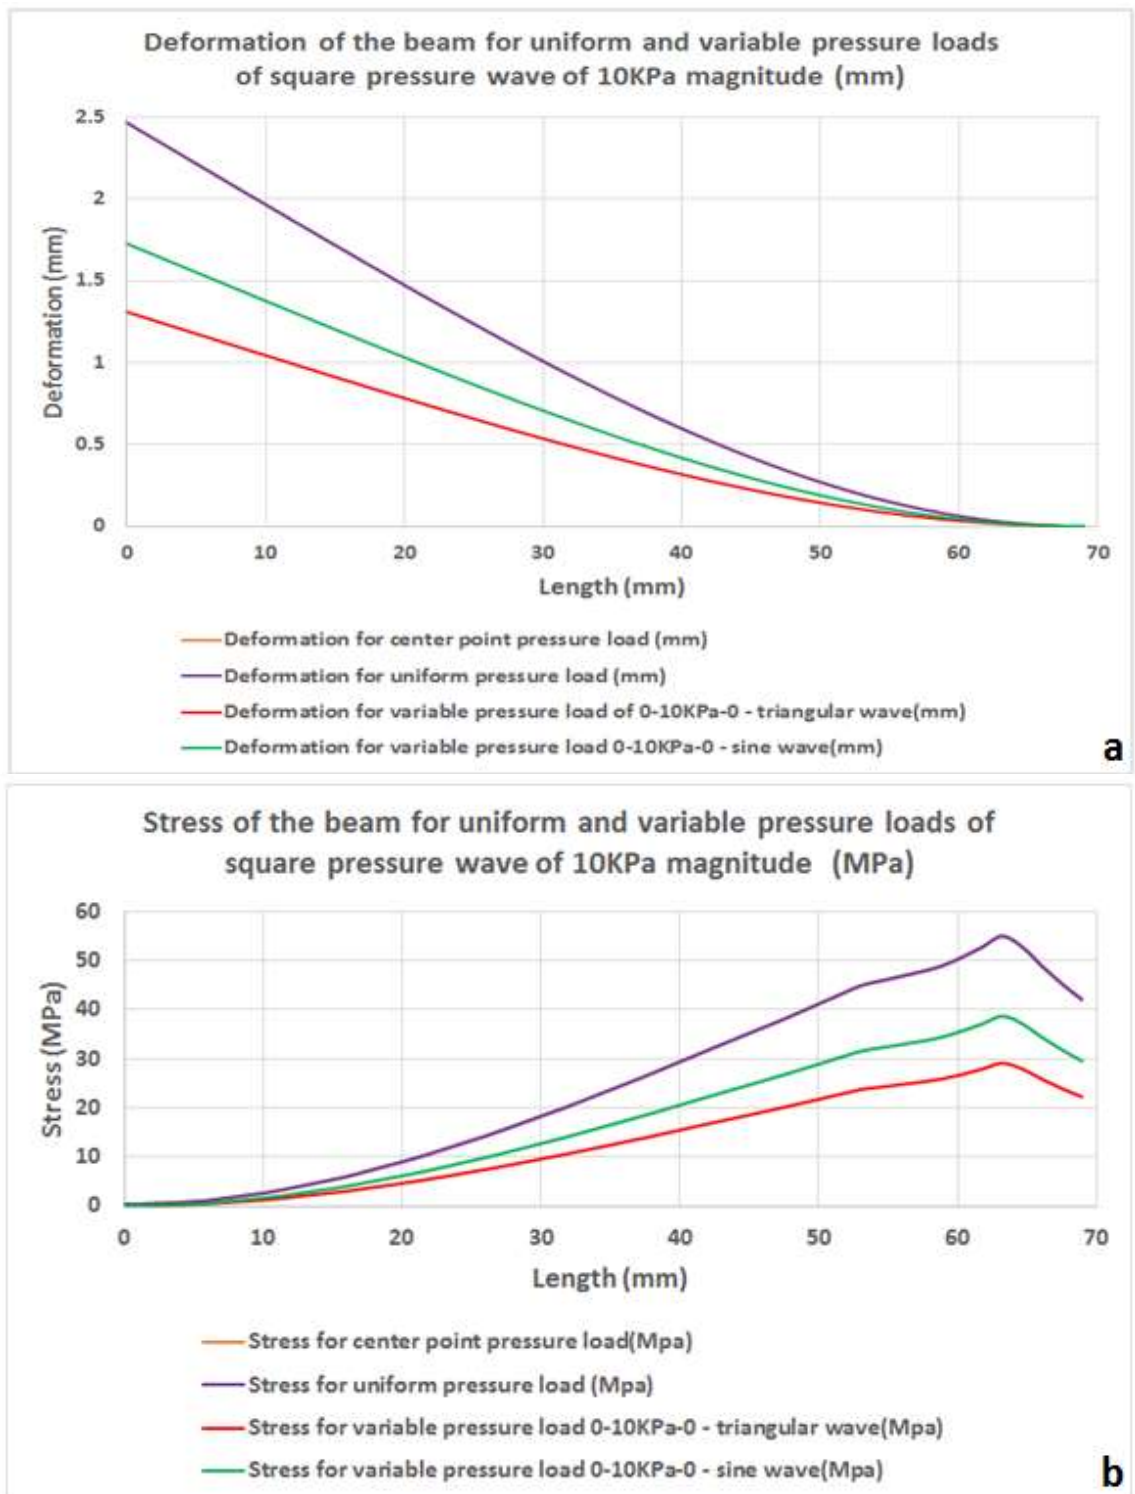 Deformation of the beam for uniform and variable pressure loads
of square pressure wave of 10KPa magnitude (mm)
2.5
2
1.5
1
0.5
0
Deformation (mm)
0 10 20 30 40 50 60 70
Length (mm)
Deformation for center point pressure load (mm)
Deformation for uniform pressure load (mm)
Deformation for variable pressure load of 0-10KPa-0 - triangular wave(mm)
Deformation for variable pressure load 0-10KPa-0 - sine wave(mm)
a
Stress of the beam for uniform and variable pressure loads of
square pressure wave of 10KPa magnitude (MPa)
60
50
40
30
20
10
0
Stress (MPa)
0 10 20 30 40 50 60 70
Length (mm)
Stress for center point pressure load(Mpa)
Stress for uniform pressure load (Mpa)
Stress for variable pressure load 0-10KPa-0 - triangular wave(Mpa)
Stress for variable pressure load 0-10KPa-0 - sine wave(Mpa)
b